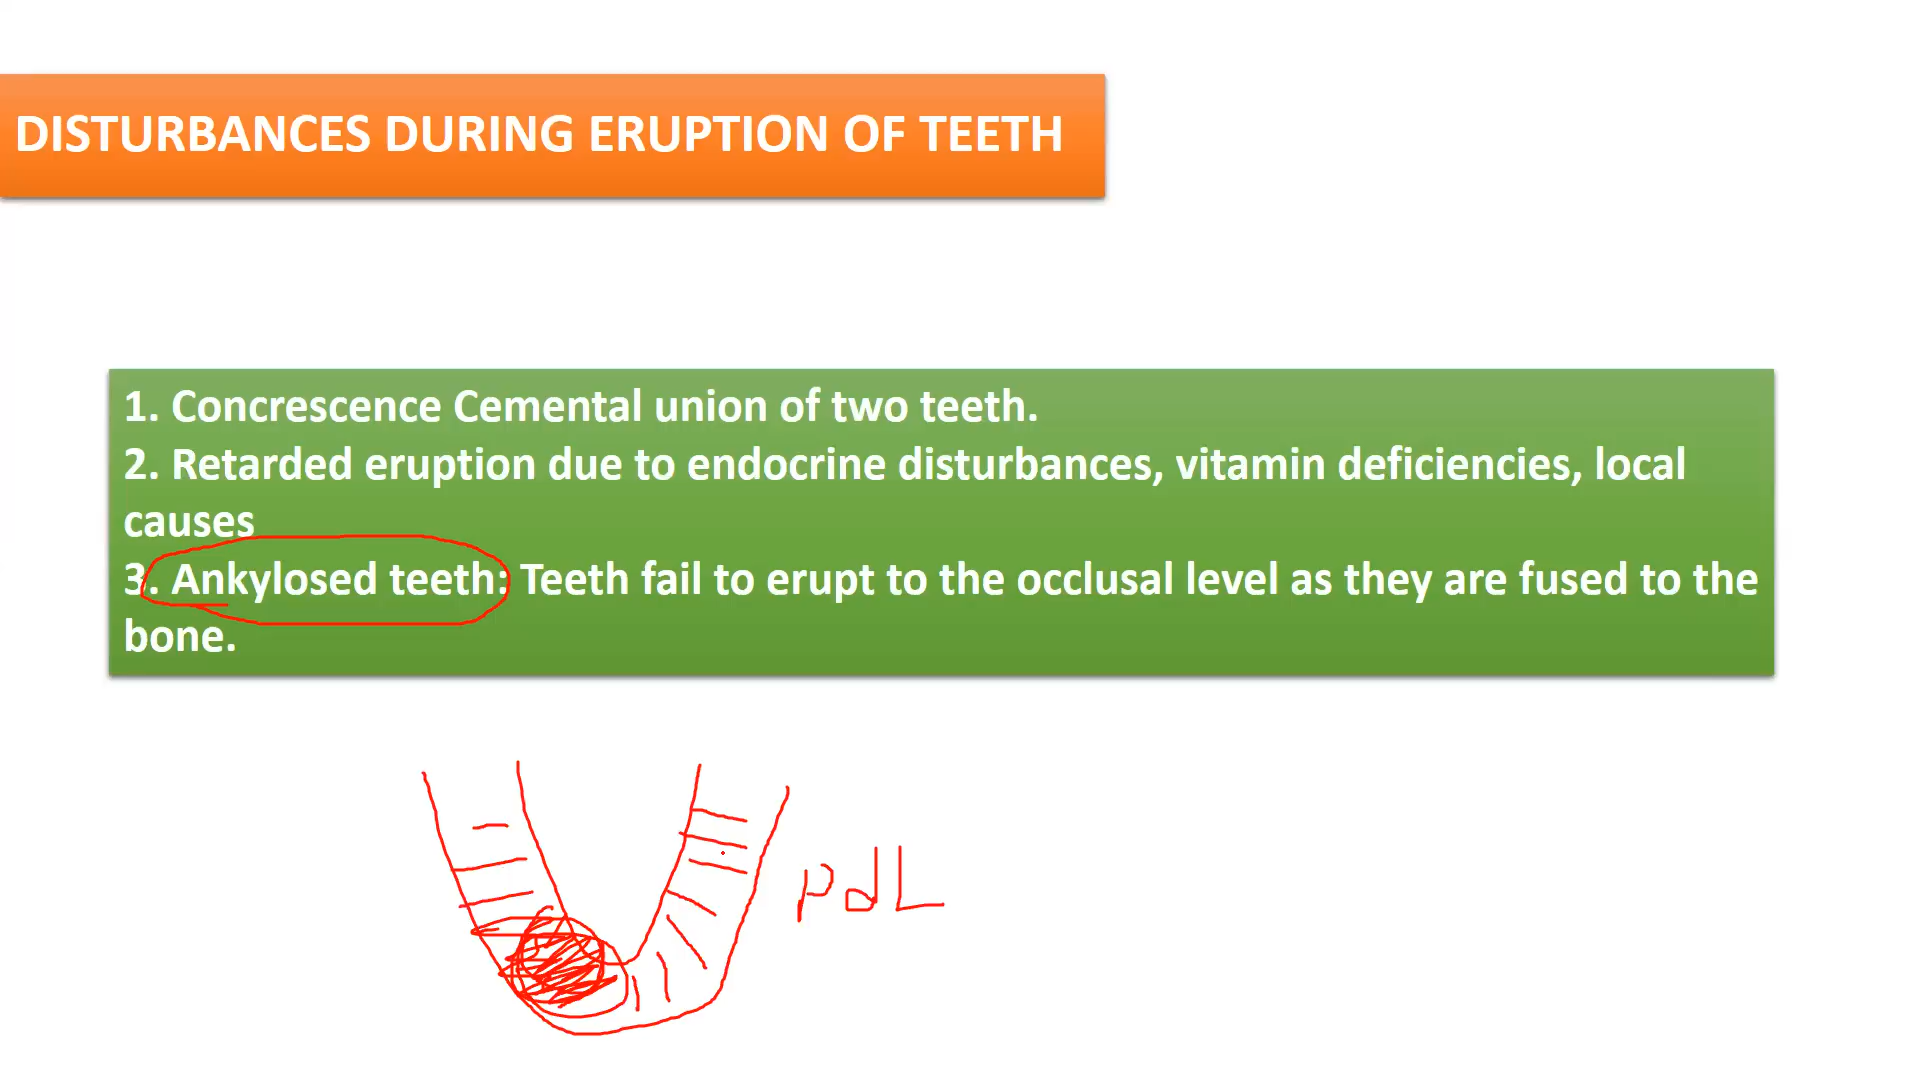 DISTURBANCES DURING ERUPTION OF TEETH
1. Concrescence Cemental union of two teeth.
2. Retarded eruption due to endocrine disturbances, vitamin deficiencies, local
causes
3. Ankylosed teeth: Teeth fail to erupt to the occlusal level as they are fused to the
bone.
PdL